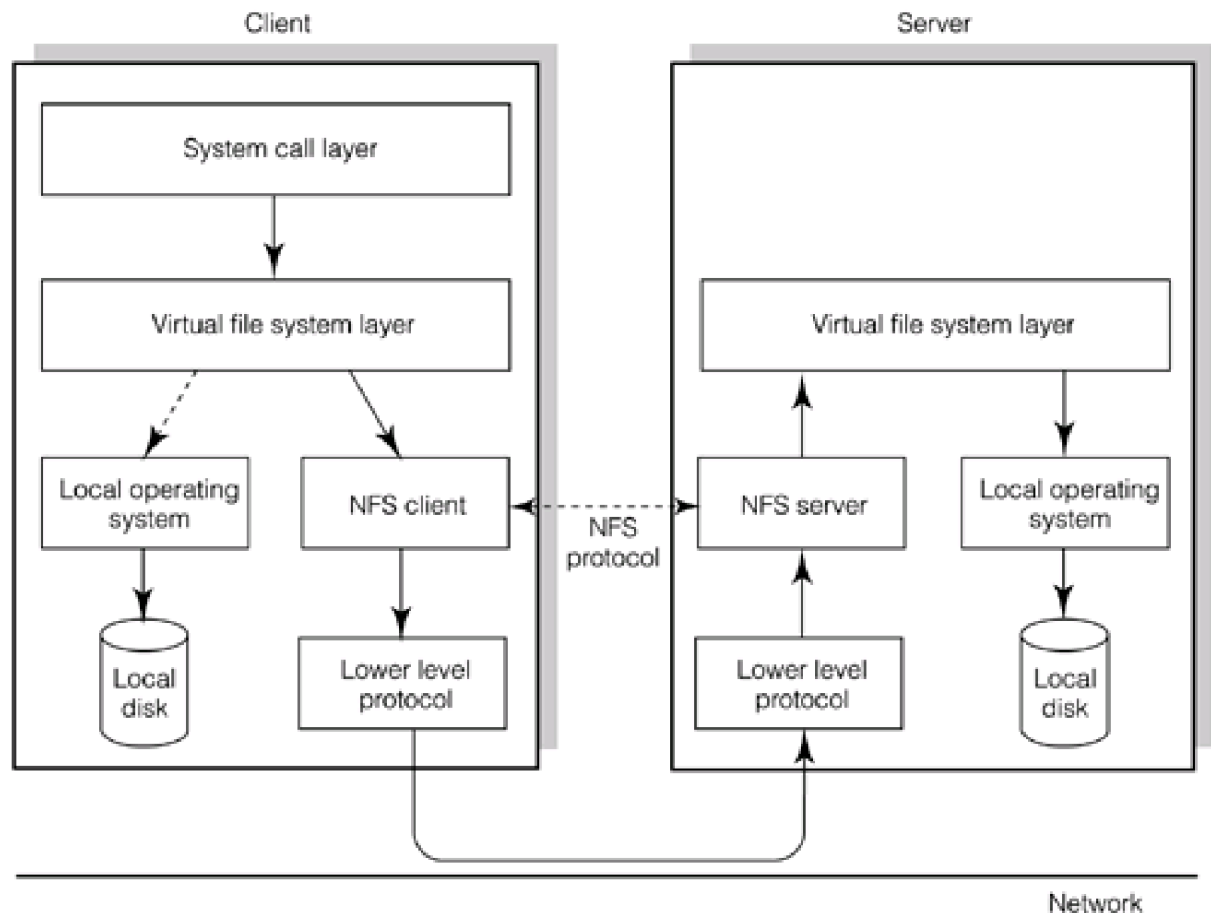 Client
Server
System call layer
Virtual file system layer
Virtual file system layer
Local operating
system
NFS client
NFS
protocol
NFS server
Local operating
system
Local
disk
Lower level
protocol
Lower level
protocol
Local
disk
Network